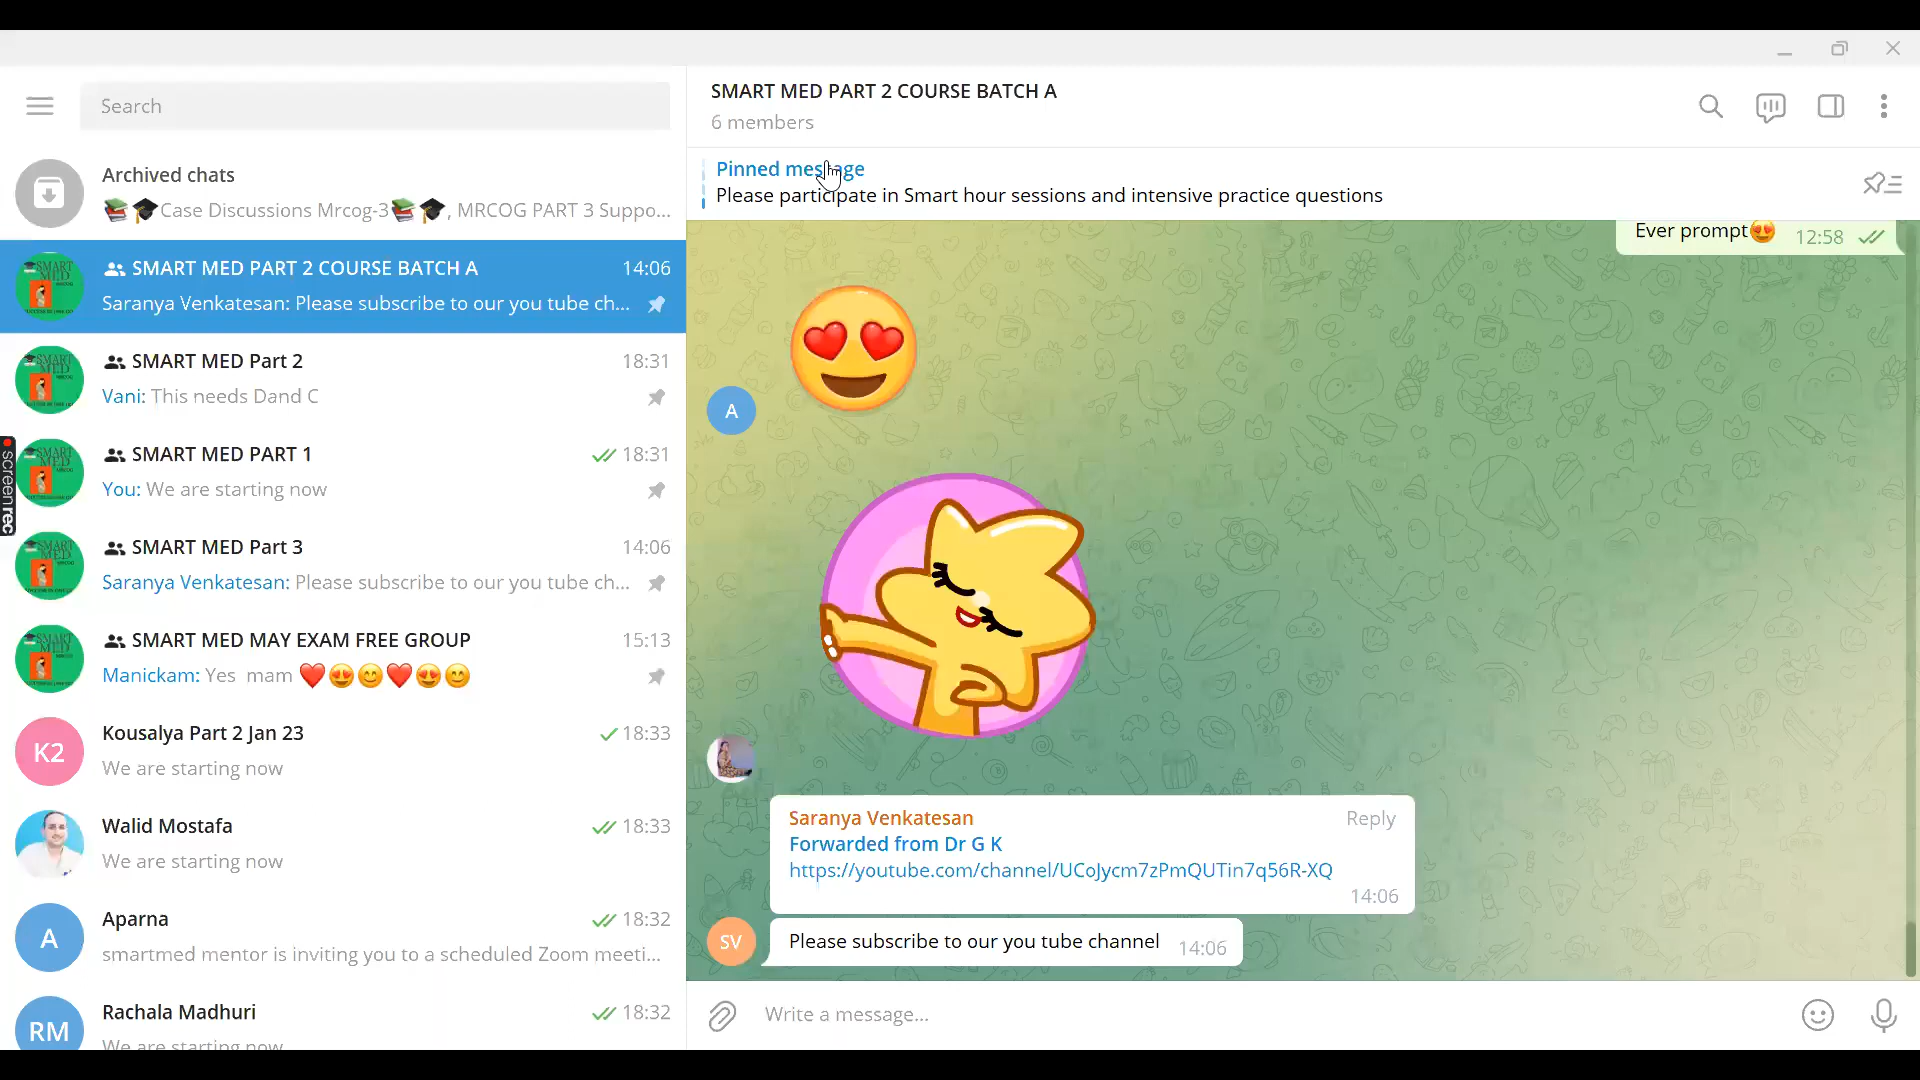 Search
Archived chats
📚🎓Case Discussions Mrcog-3📚🎓, MRCOG PART 3 Suppo...
SMART MED PART 2 COURSE BATCH A 14:06
Saranya Venkatesan: Please subscribe to our you tube ch...
SMART MED Part 2 18:31
Vani: This needs Dand C
SMART MED PART 1 18:31
You: We are starting now
SMART MED Part 3 14:06
Saranya Venkatesan: Please subscribe to our you tube ch...
SMART MED MAY EXAM FREE GROUP 15:13
Manickam: Yes mam ❤️😍😊❤️😍😊
K2
Kousalya Part 2 Jan 23 18:33
We are starting now
Walid Mostafa 18:33
We are starting now
A
Aparna 18:32
smartmed mentor is inviting you to a scheduled Zoom meeti...
RM
Rachala Madhuri 18:32
We are starting now
screenrec
SMART MED PART 2 COURSE BATCH A
6 members
Pinned message
Please participate in Smart hour sessions and intensive practice questions
Ever prompt😍 12:58
A
Saranya Venkatesan Reply
Forwarded from Dr G K
https://youtube.com/channel/UCoJycm7zPmQUTin7q56R-XQ
14:06
SV
Please subscribe to our you tube channel 14:06
Write a message...